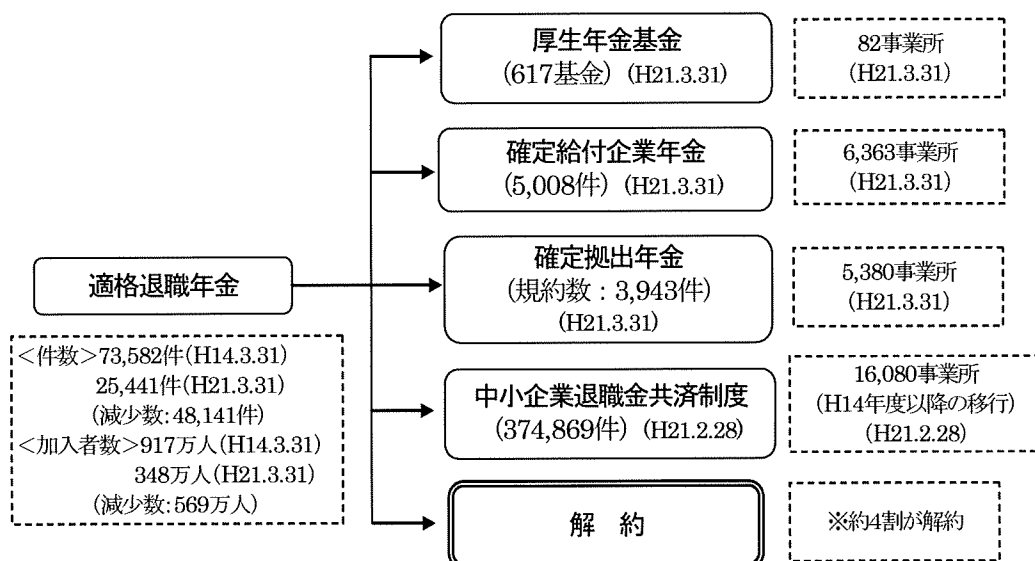 厚生年金基金
(617基金) (H21.3.31)
82事業所
(H21.3.31)
確定給付企業年金
(5,008件) (H21.3.31)
6,363事業所
(H21.3.31)
適格退職年金
確定拠出年金
(規約数：3,943件)
(H21.3.31)
5,380事業所
(H21.3.31)
＜件数＞73,582件(H14.3.31)
25,441件(H21.3.31)
(減少数:48,141件)
＜加入者数＞917万人(H14.3.31)
348万人(H21.3.31)
(減少数:569万人)
中小企業退職金共済制度
(374,869件) (H21.2.28)
16,080事業所
(H14年度以降の移行)
(H21.2.28)
解　約
※約4割が解約